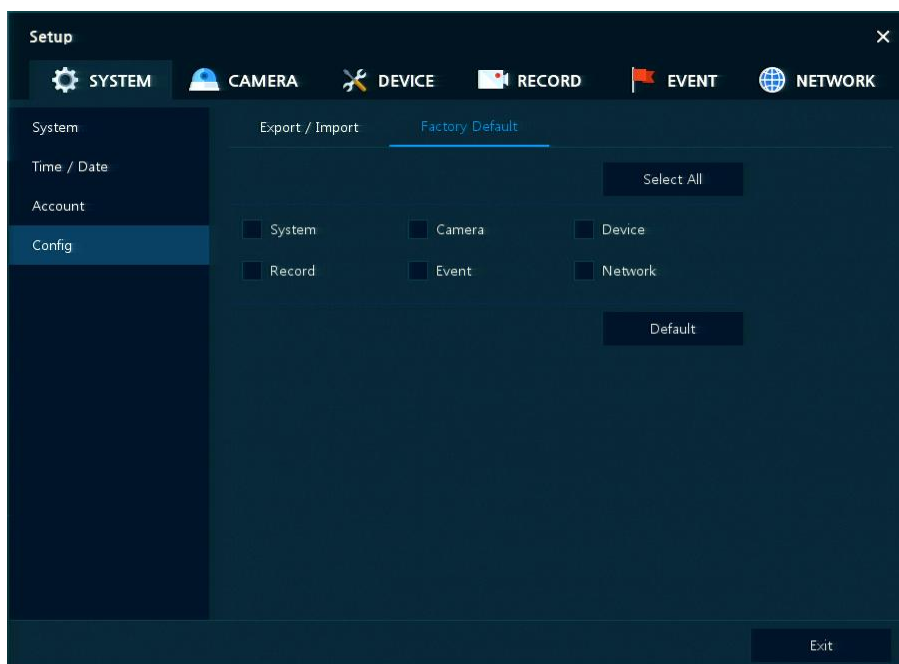 Setup
SYSTEM CAMERA DEVICE RECORD EVENT NETWORK
System
Time / Date
Account
Config
Export / Import Factory Default
Select All
System Camera Device
Record Event Network
Default
Exit